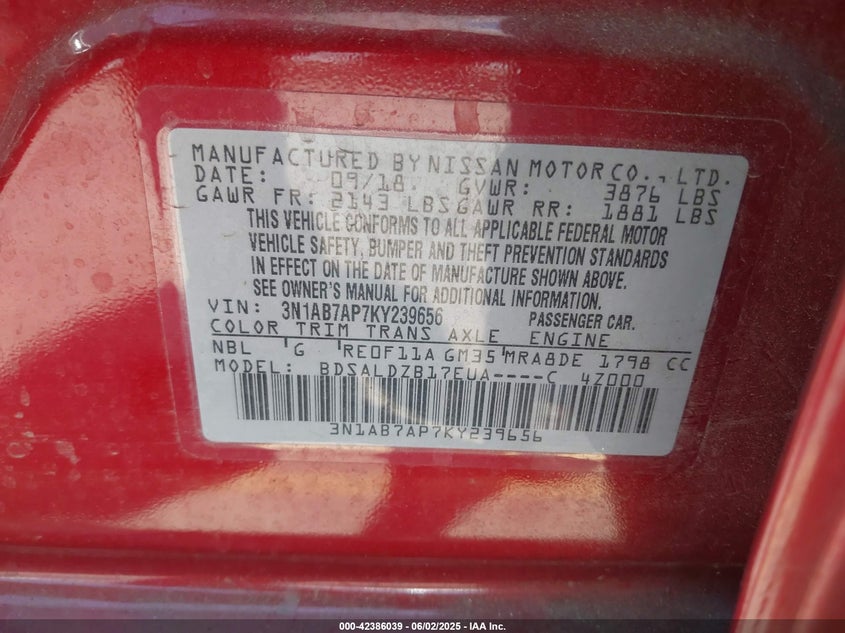 MANUFACTURED BY NISSAN MOTOR CO., LTD.
DATE: 09/18 GVWR: 3876 LBS
GAWR FR: 2143 LBS GAWR RR: 1881 LBS
THIS VEHICLE CONFORMS TO ALL APPLICABLE FEDERAL MOTOR
VEHICLE SAFETY, BUMPER AND THEFT PREVENTION STANDARDS
IN EFFECT ON THE DATE OF MANUFACTURE SHOWN ABOVE.
SEE OWNER'S MANUAL FOR ADDITIONAL INFORMATION.
VIN: 3N1AB7AP7KY239656 PASSENGER CAR.
COLOR TRIM TRANS AXLE ENGINE
NBL G RE0F11A GM35 MRA8DE 1798 CC
MODEL: BDSALDZB17EUA----C 4Z000
3N1AB7AP7KY239656
000-42386039 - 06/02/2025 - IAA Inc.